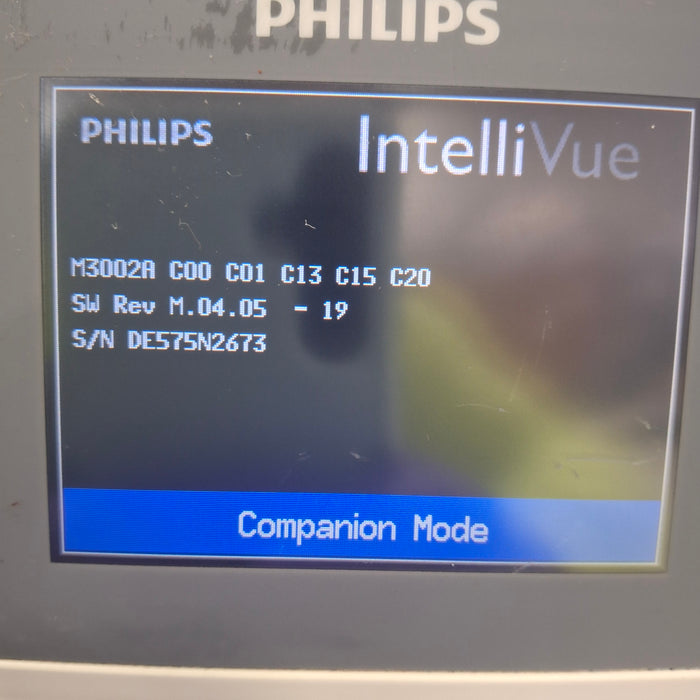 PHILIPS
PHILIPS IntelliVue
M3002A C00 C01 C13 C15 C20
SW Rev M.04.05 - 19
S/N DE575N2673
Companion Mode